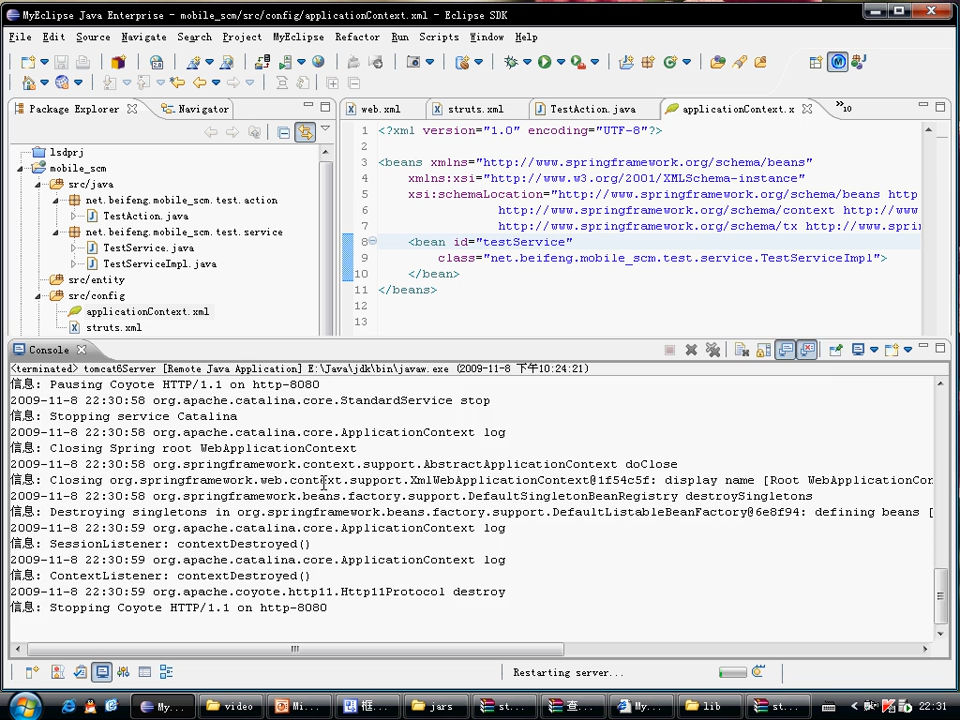 MyEclipse Java Enterprise - mobile_scm/src/config/applicationContext.xml - Eclipse SDK
File Edit Source Navigate Search Project MyEclipse Refactor Run Scripts Window Help
Package Explorer
Navigator
web.xml
struts.xml
TestAction.java
applicationContext.x
»10
lsdprj
mobile_scm
src/java
net.beifeng.mobile_scm.test.action
TestAction.java
net.beifeng.mobile_scm.test.service
TestService.java
TestServiceImpl.java
src/entity
src/config
applicationContext.xml
struts.xml
1 <?xml version="1.0" encoding="UTF-8"?>
2
3 <beans xmlns="http://www.springframework.org/schema/beans"
4 xmlns:xsi="http://www.w3.org/2001/XMLSchema-instance"
5 xsi:schemaLocation="http://www.springframework.org/schema/beans http
6 http://www.springframework.org/schema/context http://www
7 http://www.springframework.org/schema/tx http://www.spri
8 <bean id="testService"
9 class="net.beifeng.mobile_scm.test.service.TestServiceImpl">
10 </bean>
11 </beans>
12
13
Console
<terminated> tomcat6Server [Remote Java Application] E:\Java\jdk\bin\javaw.exe (2009-11-8 下午10:24:21)
信息: Pausing Coyote HTTP/1.1 on http-8080
2009-11-8 22:30:58 org.apache.catalina.core.StandardService stop
信息: Stopping service Catalina
2009-11-8 22:30:58 org.apache.catalina.core.ApplicationContext log
信息: Closing Spring root WebApplicationContext
2009-11-8 22:30:58 org.springframework.context.support.AbstractApplicationContext doClose
信息: Closing org.springframework.web.context.support.XmlWebApplicationContext@1f54c5f: display name [Root WebApplicationCon
2009-11-8 22:30:58 org.springframework.beans.factory.support.DefaultSingletonBeanRegistry destroySingletons
信息: Destroying singletons in org.springframework.beans.factory.support.DefaultListableBeanFactory@6e8f94: defining beans [
2009-11-8 22:30:59 org.apache.catalina.core.ApplicationContext log
信息: SessionListener: contextDestroyed()
2009-11-8 22:30:59 org.apache.catalina.core.ApplicationContext log
信息: ContextListener: contextDestroyed()
2009-11-8 22:30:59 org.apache.coyote.http11.Http11Protocol destroy
信息: Stopping Coyote HTTP/1.1 on http-8080
Restarting server...
My... video Mi... 框... jars st... 查... My... lib st... 22:31